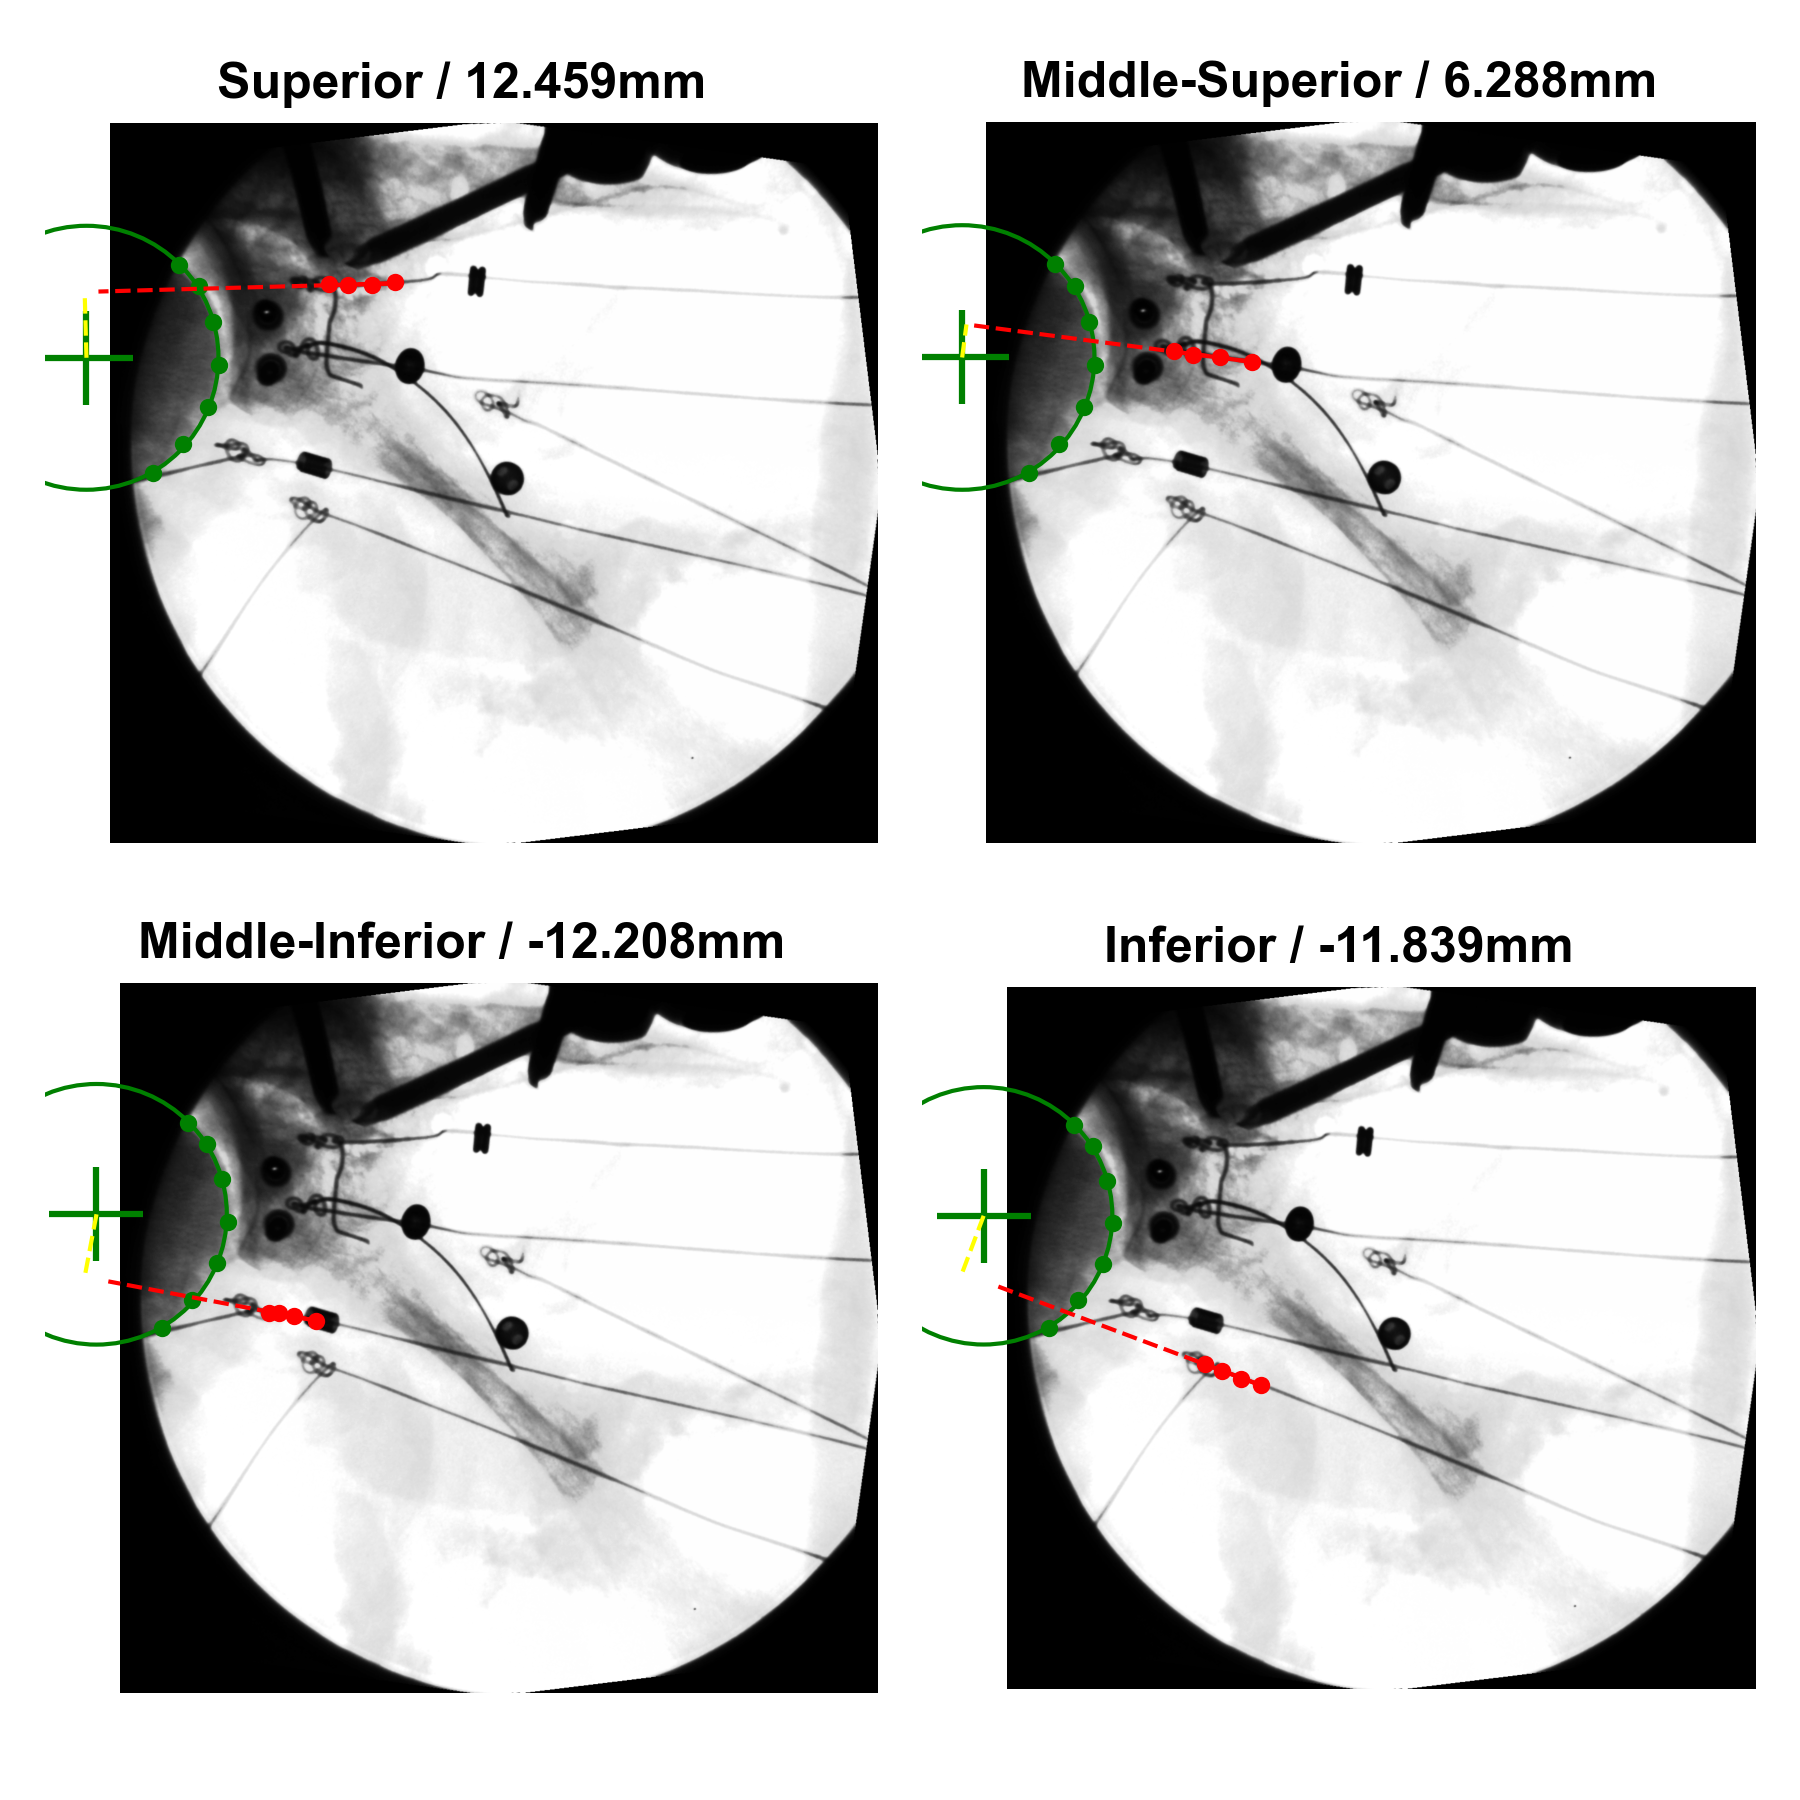 Superior / 12.459mm
Middle-Superior / 6.288mm
Middle-Inferior / -12.208mm
Inferior / -11.839mm